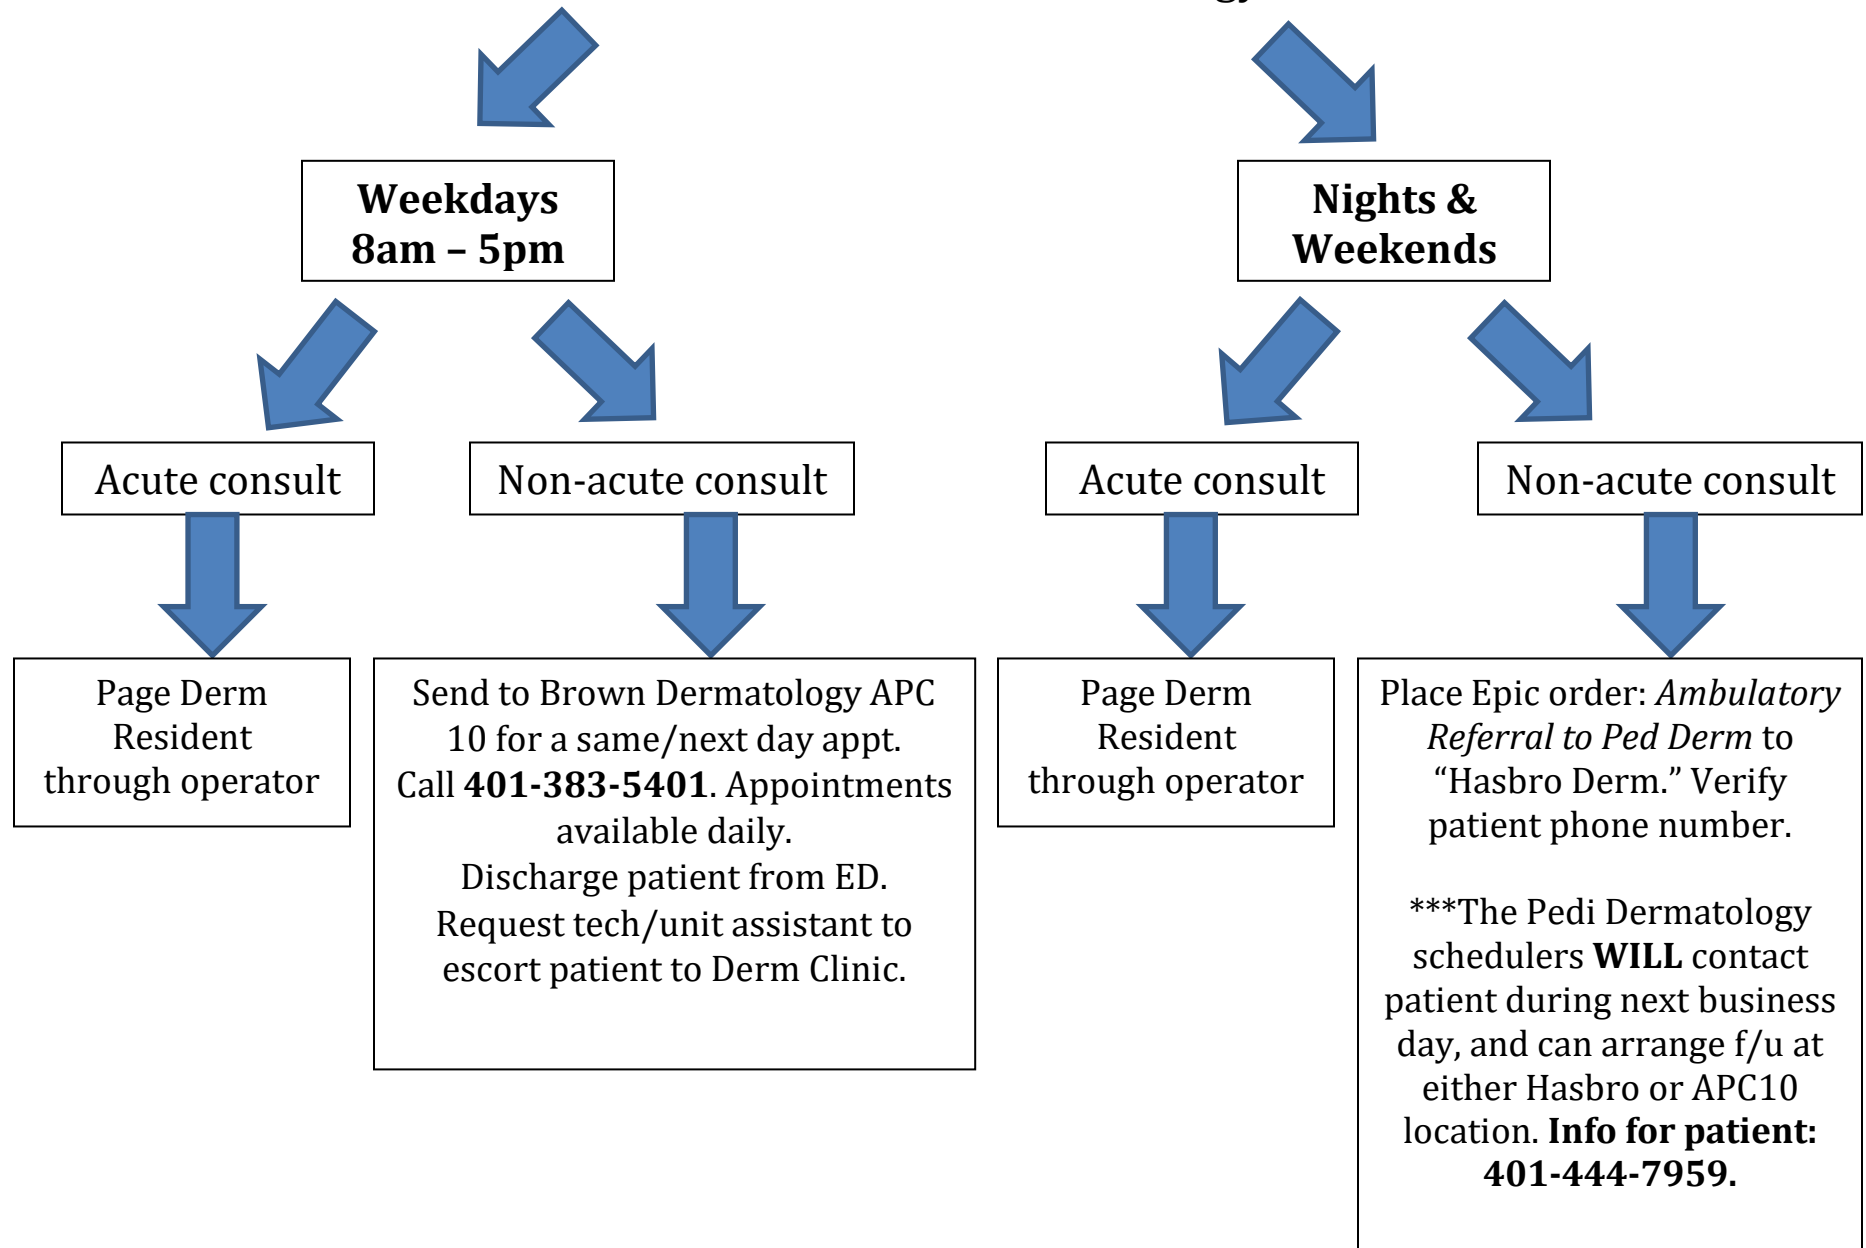 Weekdays
8am – 5pm
Nights &
Weekends
Acute consult
Non-acute consult
Acute consult
Non-acute consult
Page Derm
Resident
through operator
Send to Brown Dermatology APC
10 for a same/next day appt.
Call 401-383-5401. Appointments
available daily.
Discharge patient from ED.
Request tech/unit assistant to
escort patient to Derm Clinic.
Page Derm
Resident
through operator
Place Epic order: Ambulatory
Referral to Ped Derm to
“Hasbro Derm.” Verify
patient phone number.
***The Pedi Dermatology
schedulers WILL contact
patient during next business
day, and can arrange f/u at
either Hasbro or APC10
location. Info for patient:
401-444-7959.